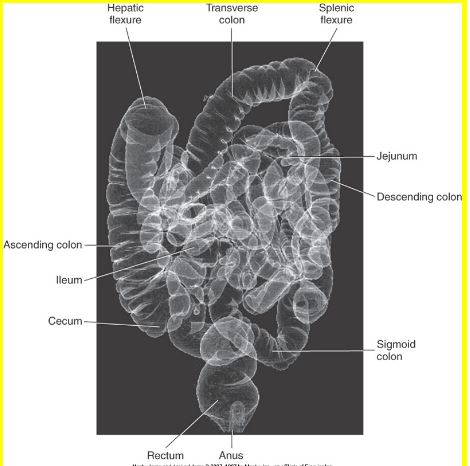 Hepatic
flexure
Transverse
colon
Splenic
flexure
Jejunum
Descending colon
Ascending colon
Ileum
Cecum
Sigmoid
colon
Rectum
Anus